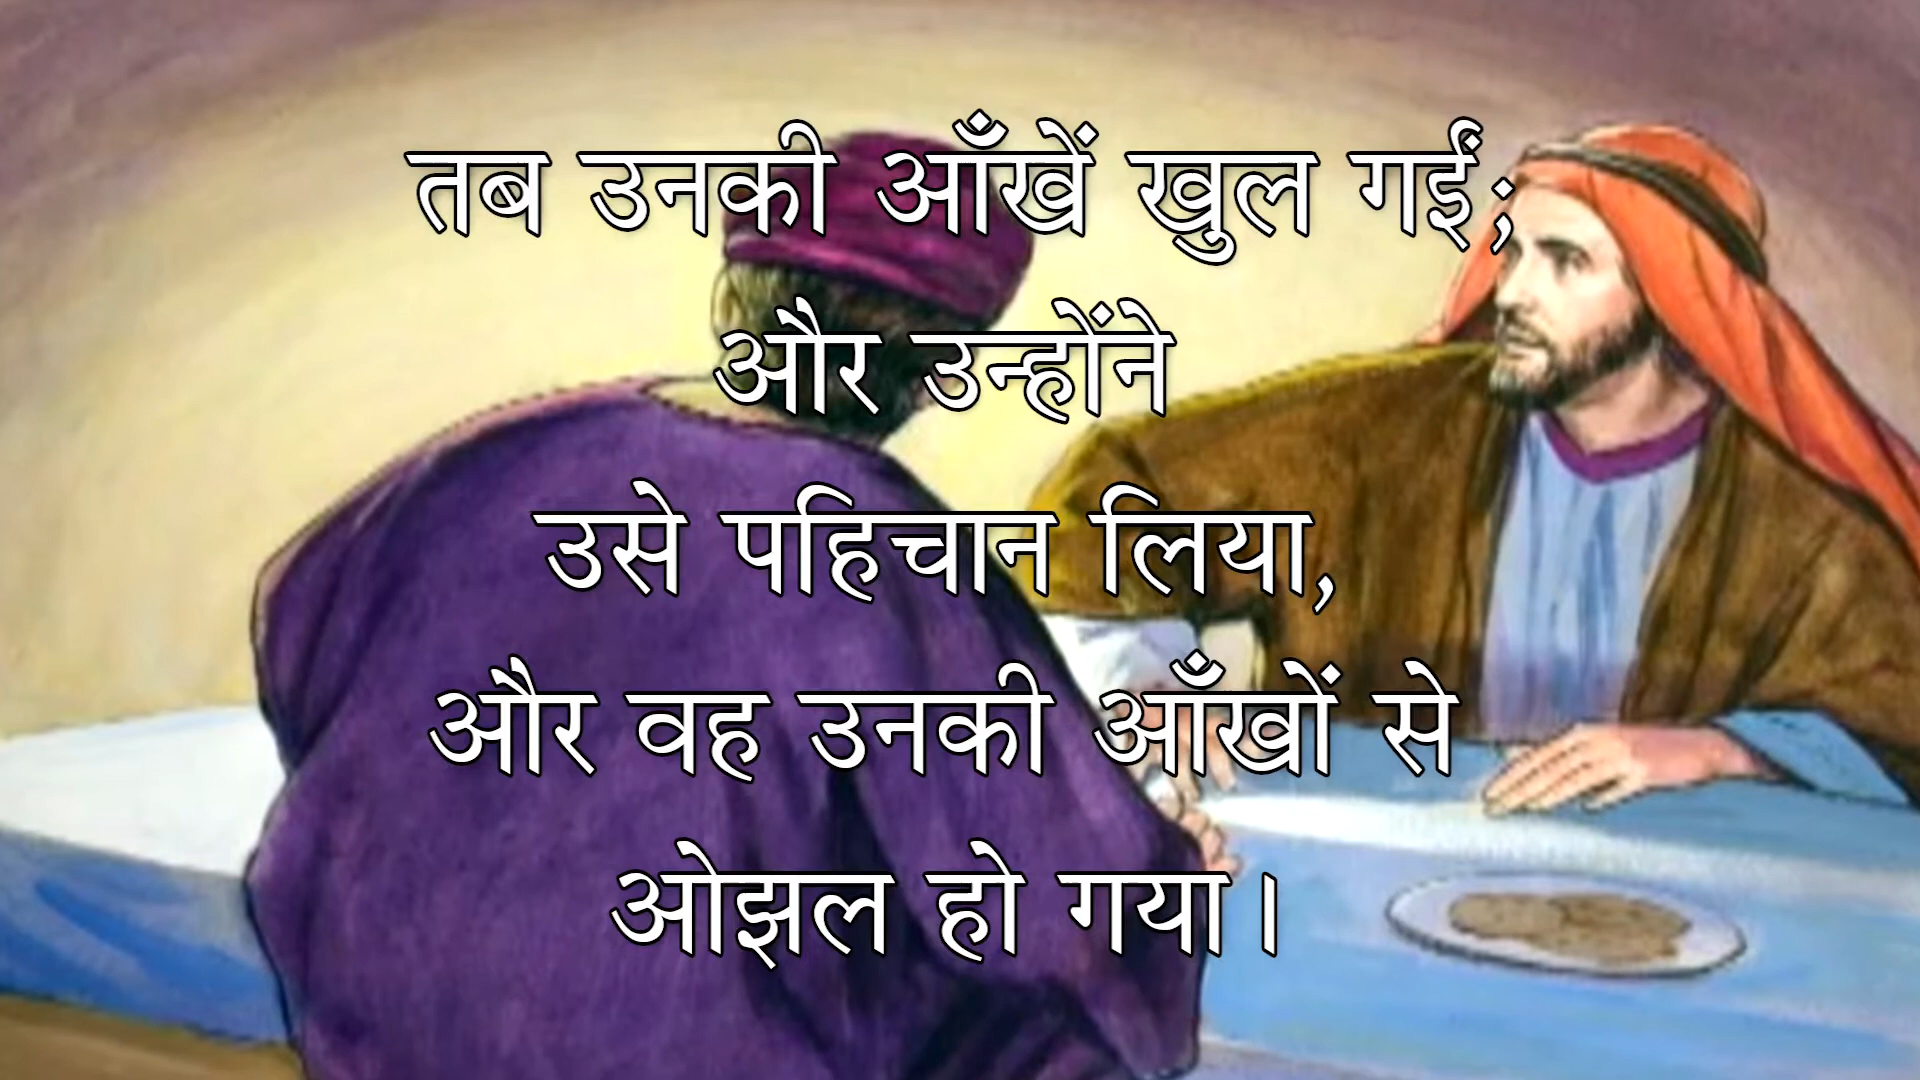 तब उनकी आँखें खुल गईं;
और उन्होंने
उसे पहिचान लिया,
और वह उनकी आँखों से
ओझल हो गया।